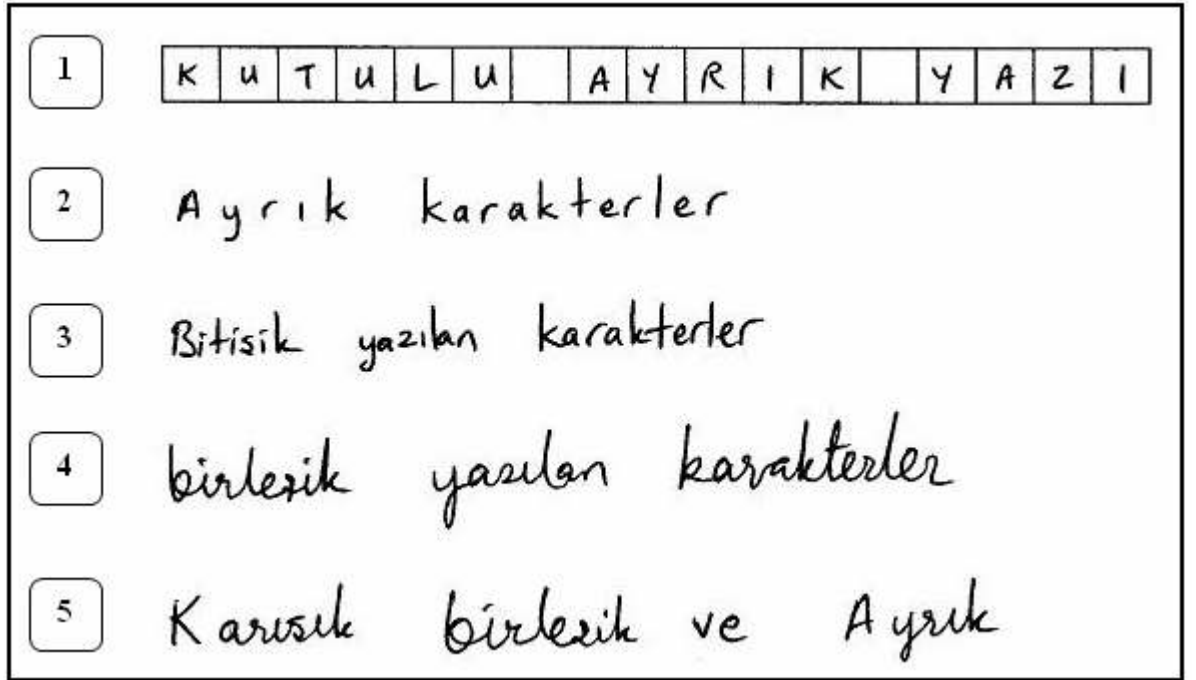 1 KUTULU AYRIK YAZI
2 Ayrık karakterler
3 Bitisik yazılan karakterler
4 birlesik yazılan karakterler
5 Karısık birlesik ve Ayrık